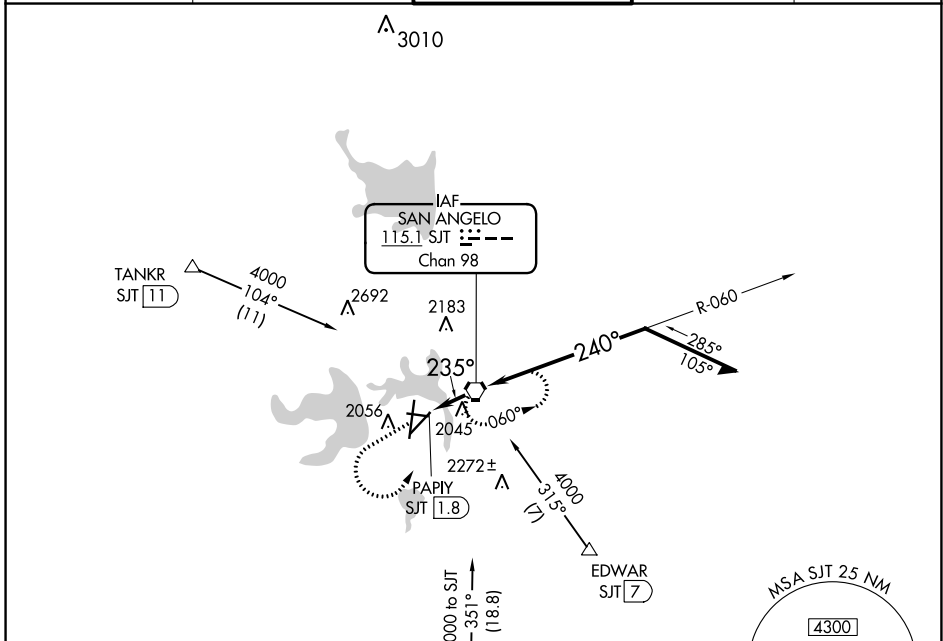 3010
IAF
SAN ANGELO
115.1 SJT
Chan 98
TANKR
SJT 11
4000
104°
(11)
2692
2183
R-060
285°
105°
240°
235°
2056
2045
060°
2272±
PAPIY
SJT 1.8
4000
315°
(7)
EDWAR
SJT 7
000 to SJT
351°
(18.8)
MSA SJT 25 NM
4300